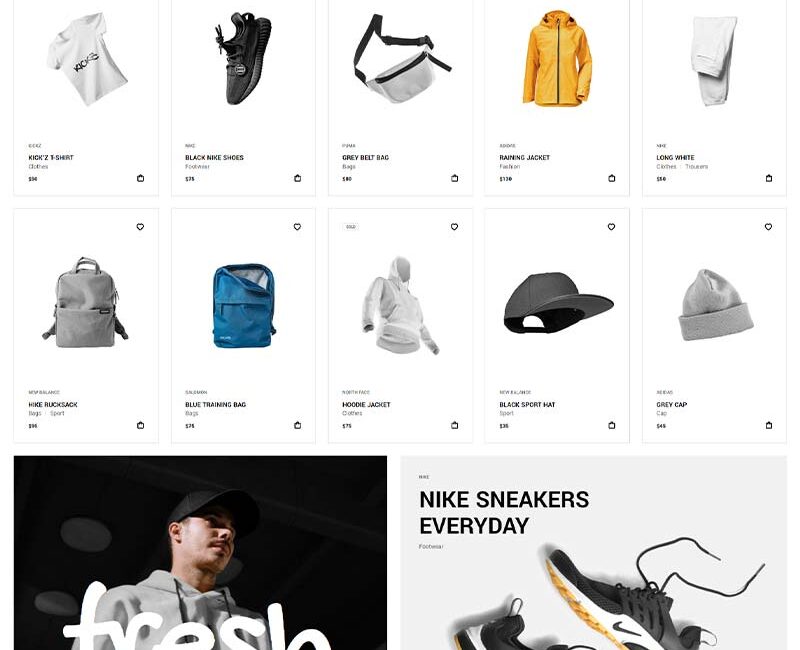 KICKZ
KICKZ
KICK'Z T-SHIRT
Clothes
NIKE
BLACK NIKE SHOES
Footwear
$75
PUMA
GREY BELT BAG
Bags
$80
ADIDAS
RAINING JACKET
Fashion
$130
NIKE
LONG WHITE
Clothes
Trousers
NEW BALANCE
HIKE RUCKSACK
Bags
Sport
$95
SALOMON
BLUE TRAINING BAG
Bags
$75
SOLD
NORTH FACE
HOODIE JACKET
Clothes
$75
NEW BALANCE
BLACK SPORT HAT
Sport
$35
ADIDAS
GREY CAP
Cap
$45
fresh
NIKE
NIKE SNEAKERS
EVERYDAY
Footwear